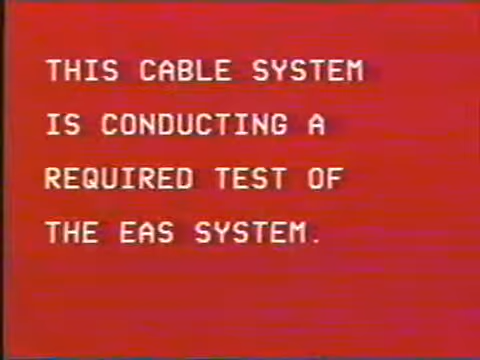 THIS CABLE SYSTEM
IS CONDUCTING A
REQUIRED TEST OF
THE EAS SYSTEM.